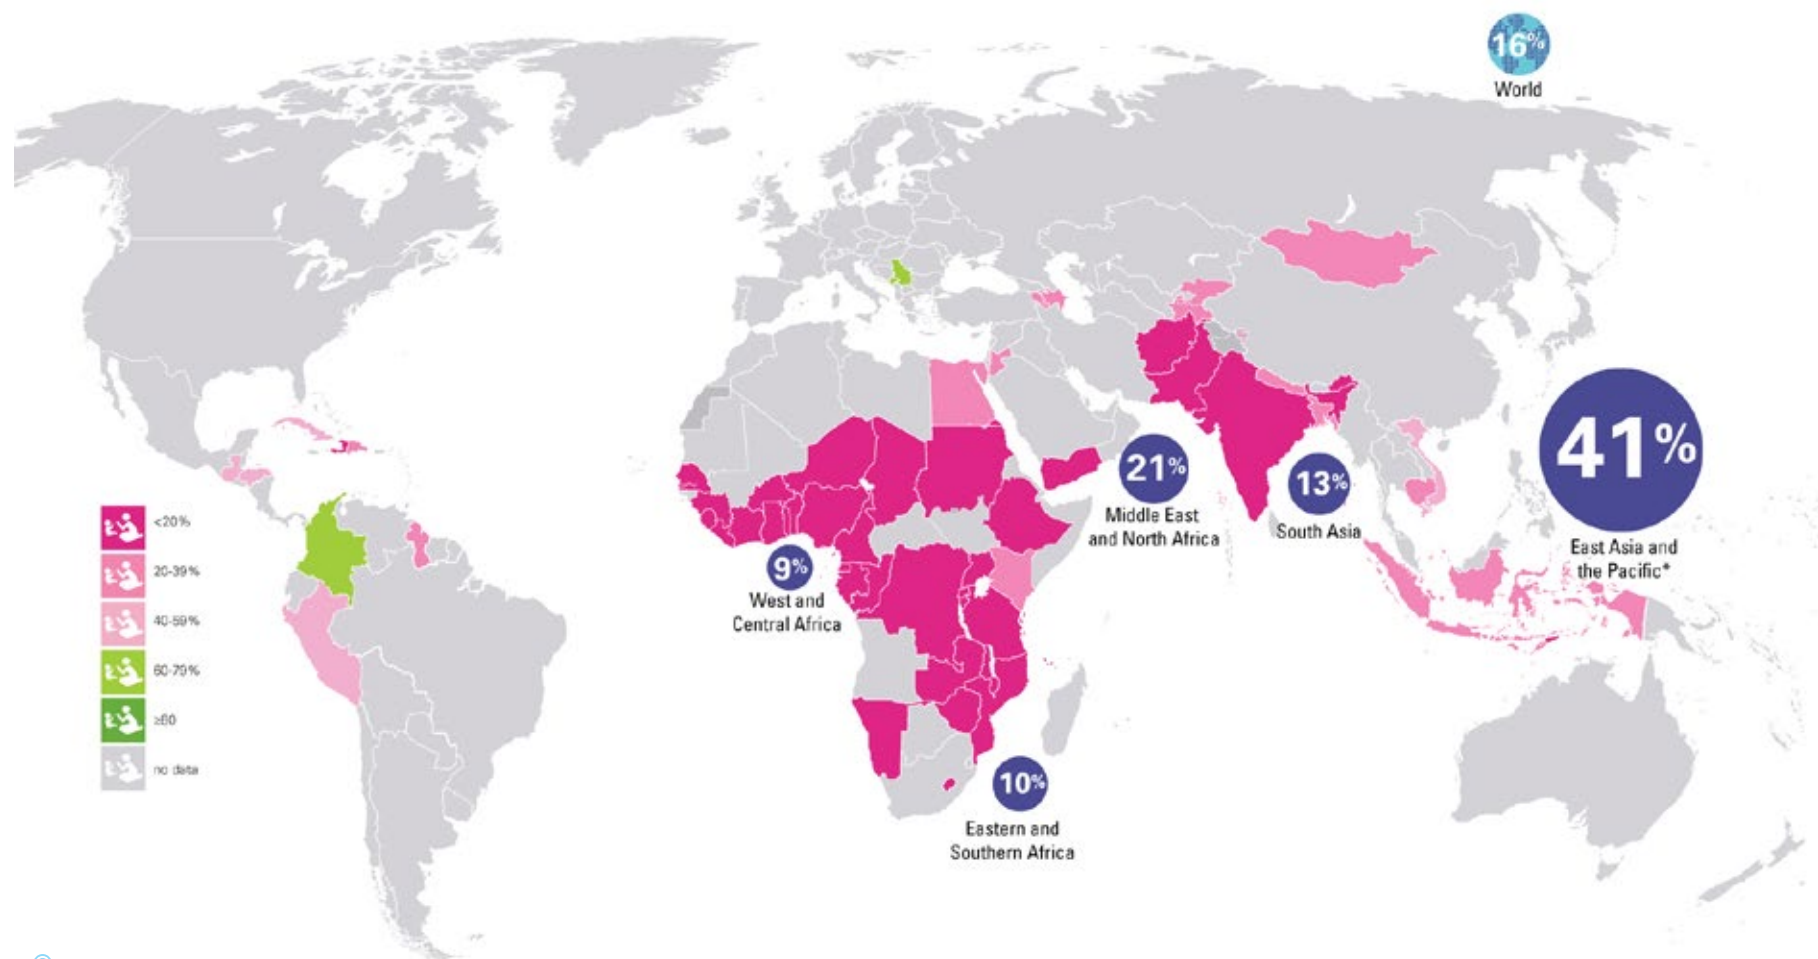 16%
World
41%
East Asia and
the Pacific*
21%
Middle East
and North Africa
13%
South Asia
9%
West and
Central Africa
10%
Eastern and
Southern Africa
<20%
20-39%
40-59%
60-79%
≥80
no data